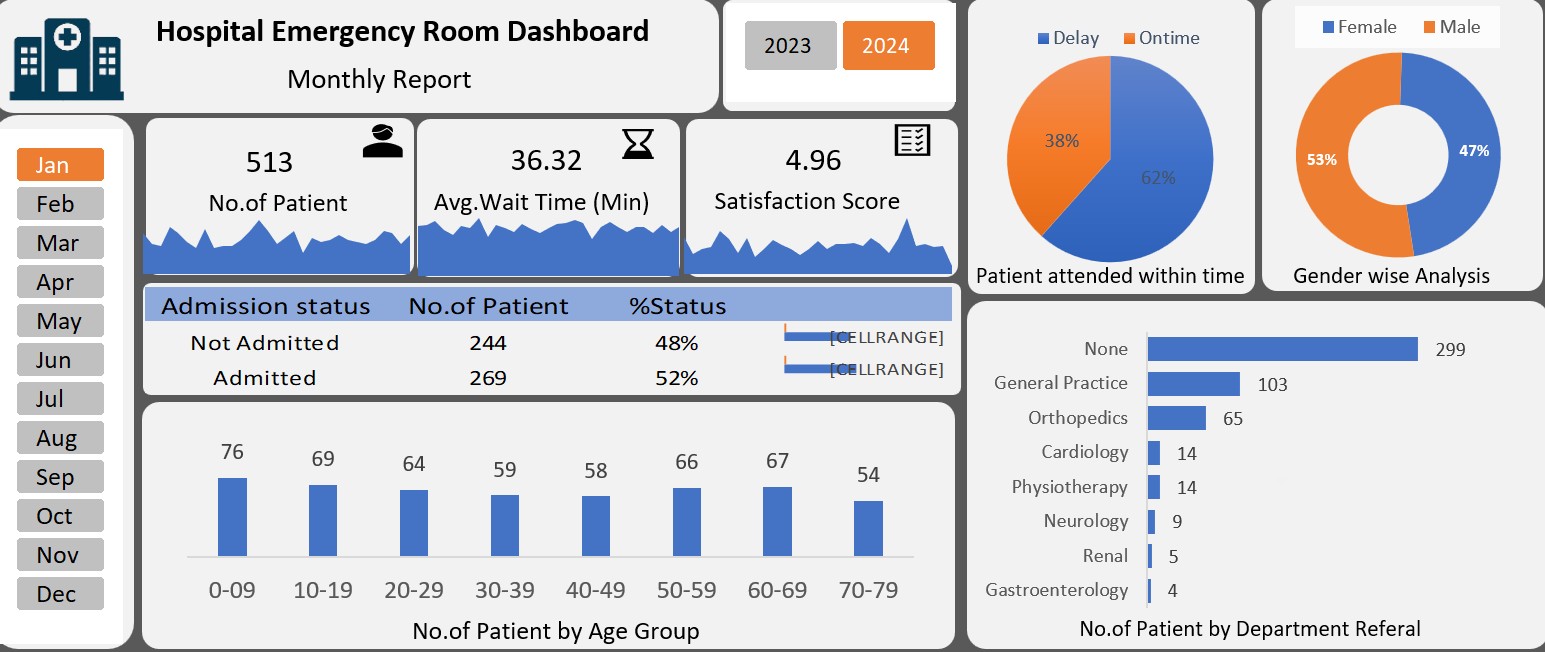 Hospital Emergency Room Dashboard
Monthly Report
2023
2024
Jan
Feb
Mar
Apr
May
Jun
Jul
Aug
Sep
Oct
Nov
Dec
513
No.of Patient
36.32
Avg.Wait Time (Min)
4.96
Satisfaction Score
Delay Ontime
38%
62%
Patient attended within time
Female Male
53%
47%
Gender wise Analysis
Admission status No.of Patient %Status
Not Admitted 244 48% [CELLRANGE]
Admitted 269 52% [CELLRANGE]
76 69 64 59 58 66 67 54
0-09 10-19 20-29 30-39 40-49 50-59 60-69 70-79
No.of Patient by Age Group
None 299
General Practice 103
Orthopedics 65
Cardiology 14
Physiotherapy 14
Neurology 9
Renal 5
Gastroenterology 4
No.of Patient by Department Referal